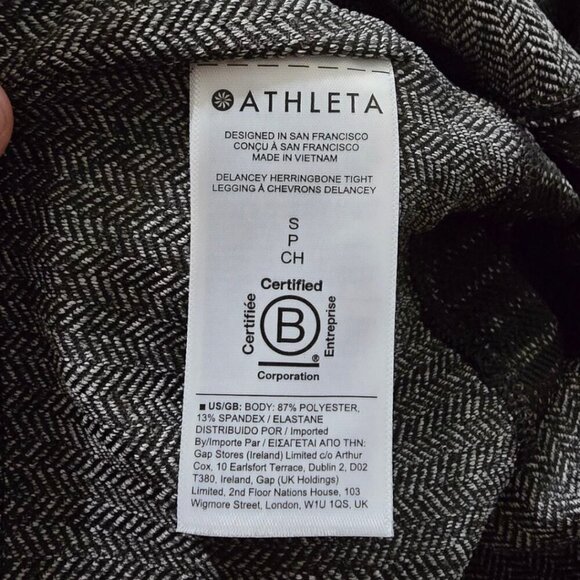 ATHLETA
DESIGNED IN SAN FRANCISCO
CONÇU À SAN FRANCISCO
MADE IN VIETNAM
DELANCEY HERRINGBONE TIGHT
LEGGING À CHEVRONS DELANCEY
S
P
CH
Certified
Certifiée
B
Entreprise
®
Corporation
■ US/GB: BODY: 87% POLYESTER,
13% SPANDEX / ELASTANE
DISTRIBUIDO POR / Imported
By/Importe Par / ΕΙΣΑΓΕΤΑΙ ΑΠΟ ΤΗΝ:
Gap Stores (Ireland) Limited c/o Arthur
Cox, 10 Earlsfort Terrace, Dublin 2, D02
T380, Ireland, Gap (UK Holdings)
Limited, 2nd Floor Nations House, 103
Wigmore Street, London, W1U 1QS, UK